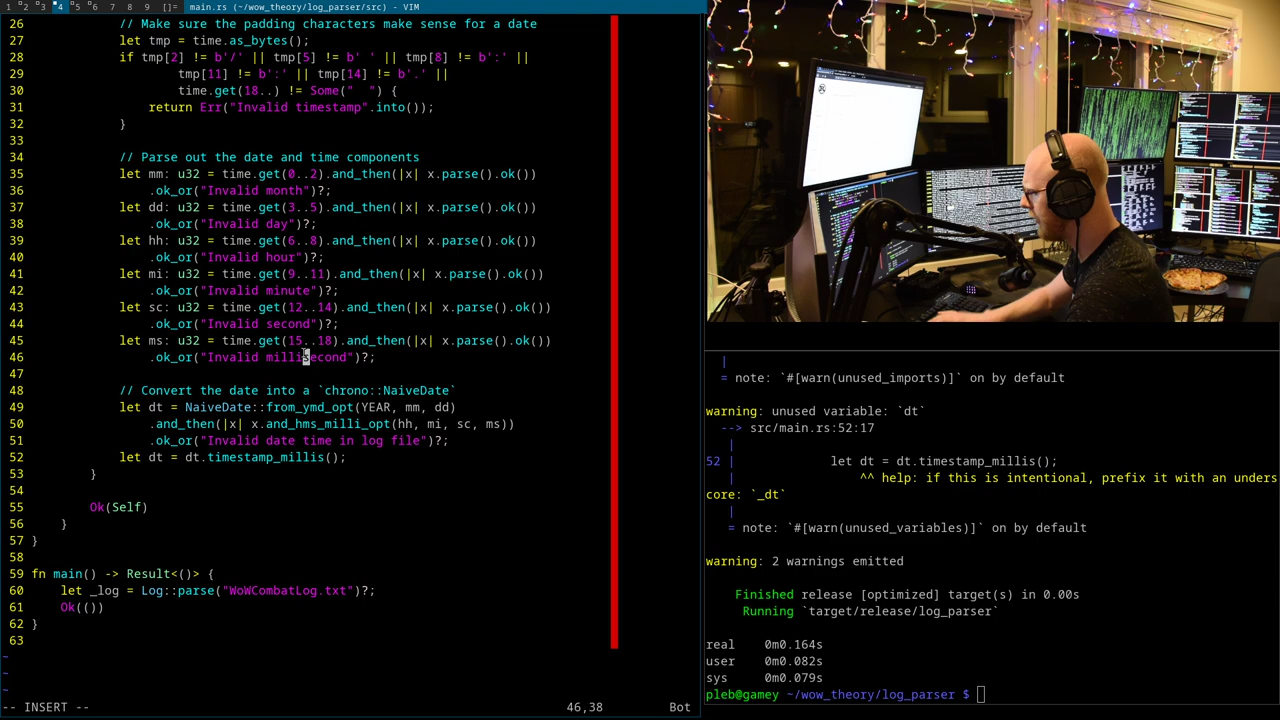 1 2 3 4 5 6 7 8 9 []= main.rs (~/wow_theory/log_parser/src) - VIM
26             // Make sure the padding characters make sense for a date
27             let tmp = time.as_bytes();
28             if tmp[2] != b'/' || tmp[5] != b' ' || tmp[8] != b':' ||
29                     tmp[11] != b':' || tmp[14] != b'.' ||
30                     time.get(18..) != Some("  ") {
31                 return Err("Invalid timestamp".into());
32             }
33
34             // Parse out the date and time components
35             let mm: u32 = time.get(0..2).and_then(|x| x.parse().ok())
36                 .ok_or("Invalid month")?;
37             let dd: u32 = time.get(3..5).and_then(|x| x.parse().ok())
38                 .ok_or("Invalid day")?;
39             let hh: u32 = time.get(6..8).and_then(|x| x.parse().ok())
40                 .ok_or("Invalid hour")?;
41             let mi: u32 = time.get(9..11).and_then(|x| x.parse().ok())
42                 .ok_or("Invalid minute")?;
43             let sc: u32 = time.get(12..14).and_then(|x| x.parse().ok())
44                 .ok_or("Invalid second")?;
45             let ms: u32 = time.get(15..18).and_then(|x| x.parse().ok())
46                 .ok_or("Invalid millisecond")?;
47
48             // Convert the date into a `chrono::NaiveDate`
49             let dt = NaiveDate::from_ymd_opt(YEAR, mm, dd)
50                 .and_then(|x| x.and_hms_milli_opt(hh, mi, sc, ms))
51                 .ok_or("Invalid date time in log file")?;
52             let dt = dt.timestamp_millis();
53         }
54
55         Ok(Self)
56     }
57 }
58
59 fn main() -> Result<()> {
60     let _log = Log::parse("WoWCombatLog.txt")?;
61     Ok(())
62 }
63
~
~
~
-- INSERT -- 46,38 Bot
|
= note: `#[warn(unused_imports)]` on by default
warning: unused variable: `dt`
--> src/main.rs:52:17
|
52 |             let dt = dt.timestamp_millis();
|                 ^^ help: if this is intentional, prefix it with an unders
core: `_dt`
|
= note: `#[warn(unused_variables)]` on by default
warning: 2 warnings emitted
Finished release [optimized] target(s) in 0.00s
Running `target/release/log_parser`
real    0m0.164s
user    0m0.082s
sys     0m0.079s
pleb@gamey ~/wow_theory/log_parser $